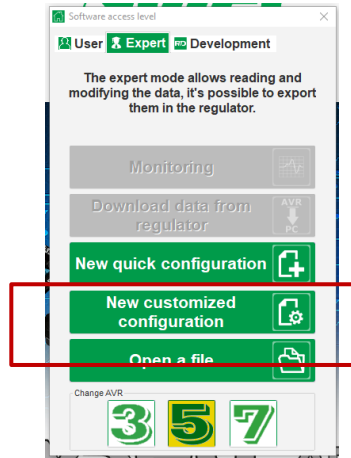 Software access level
User Expert R/D Development
The expert mode allows reading and
modifying the data, it's possible to export
them in the regulator.
Monitoring
Download data from
regulator
AVR
PC
New quick configuration
New customized
configuration
Open a file
Change AVR
3 5 7